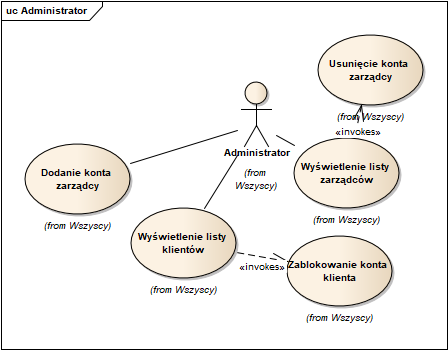 uc Administrator
Usunięcie konta
zarządcy
(from Wszyscy)
«invokes»
Administrator
(from
Wszyscy)
Wyświetlenie listy
zarządców
(from Wszyscy)
Dodanie konta
zarządcy
(from Wszyscy)
Wyświetlenie listy
klientów
(from Wszyscy)
«invokes»
Zablokowanie konta
klienta
(from Wszyscy)